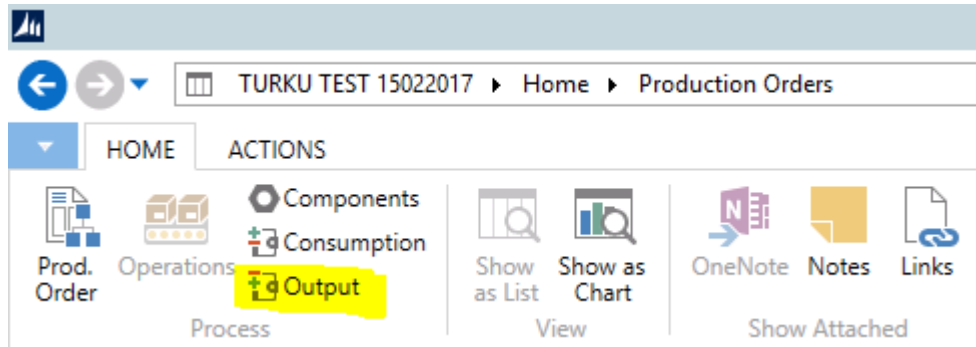 TURKU TEST 15022017 ▸ Home ▸ Production Orders
HOME ACTIONS
Components
Consumption
Output
Prod. Order
Operations
Process
Show as List
Show as Chart
View
OneNote
Notes
Links
Show Attached